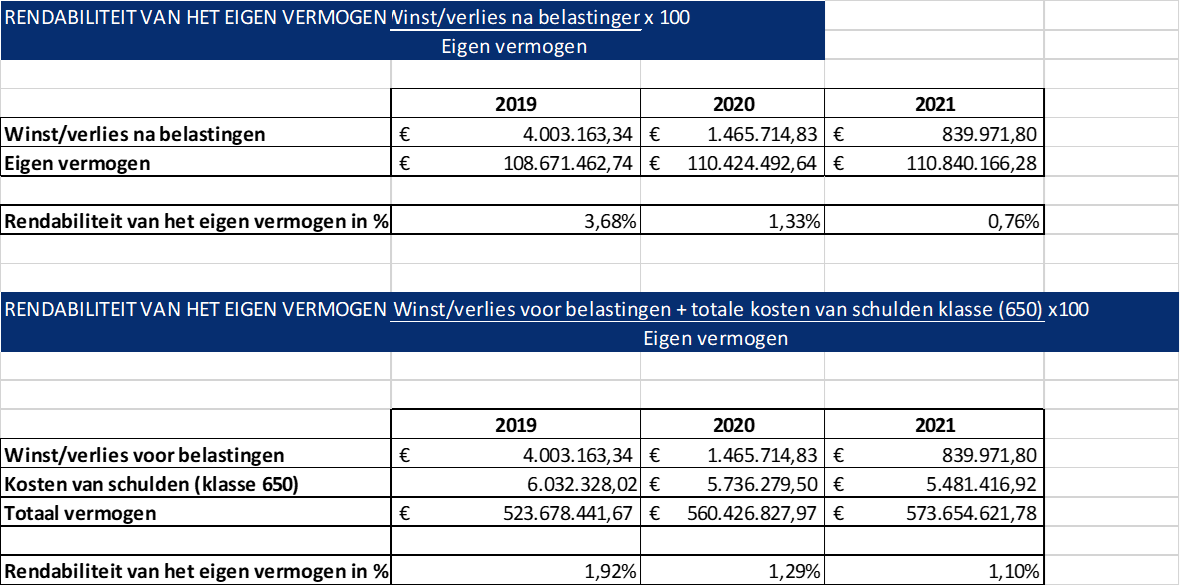 RENDABILITEIT VAN HET EIGEN VERMOGEN Winst/verlies na belastingen x 100
Eigen vermogen
2019 2020 2021
Winst/verlies na belastingen € 4.003.163,34 € 1.465.714,83 € 839.971,80
Eigen vermogen € 108.671.462,74 € 110.424.492,64 € 110.840.166,28
Rendabiliteit van het eigen vermogen in % 3,68% 1,33% 0,76%
RENDABILITEIT VAN HET EIGEN VERMOGEN Winst/verlies voor belastingen + totale kosten van schulden klasse (650) x100
Eigen vermogen
2019 2020 2021
Winst/verlies voor belastingen € 4.003.163,34 € 1.465.714,83 € 839.971,80
Kosten van schulden (klasse 650) 6.032.328,02 € 5.736.279,50 € 5.481.416,92
Totaal vermogen € 523.678.441,67 € 560.426.827,97 € 573.654.621,78
Rendabiliteit van het eigen vermogen in % 1,92% 1,29% 1,10%